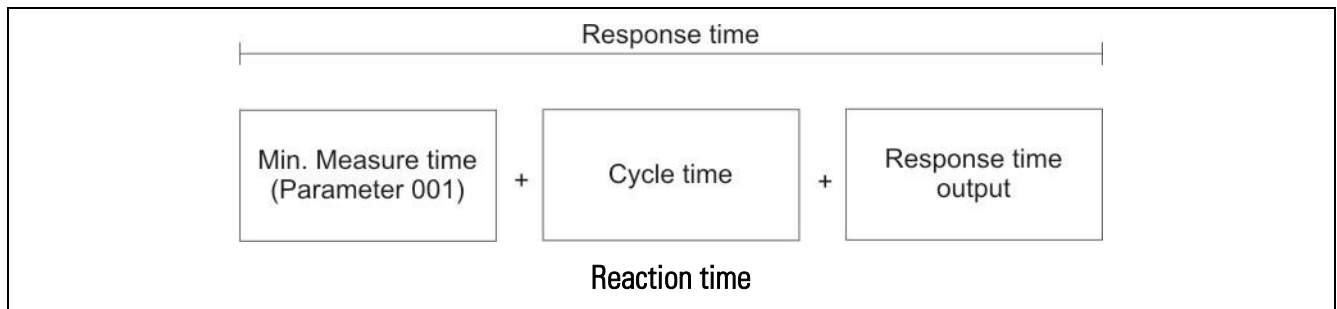 Response time
Min. Measure time
(Parameter 001)
+
Cycle time
+
Response time
output
Reaction time